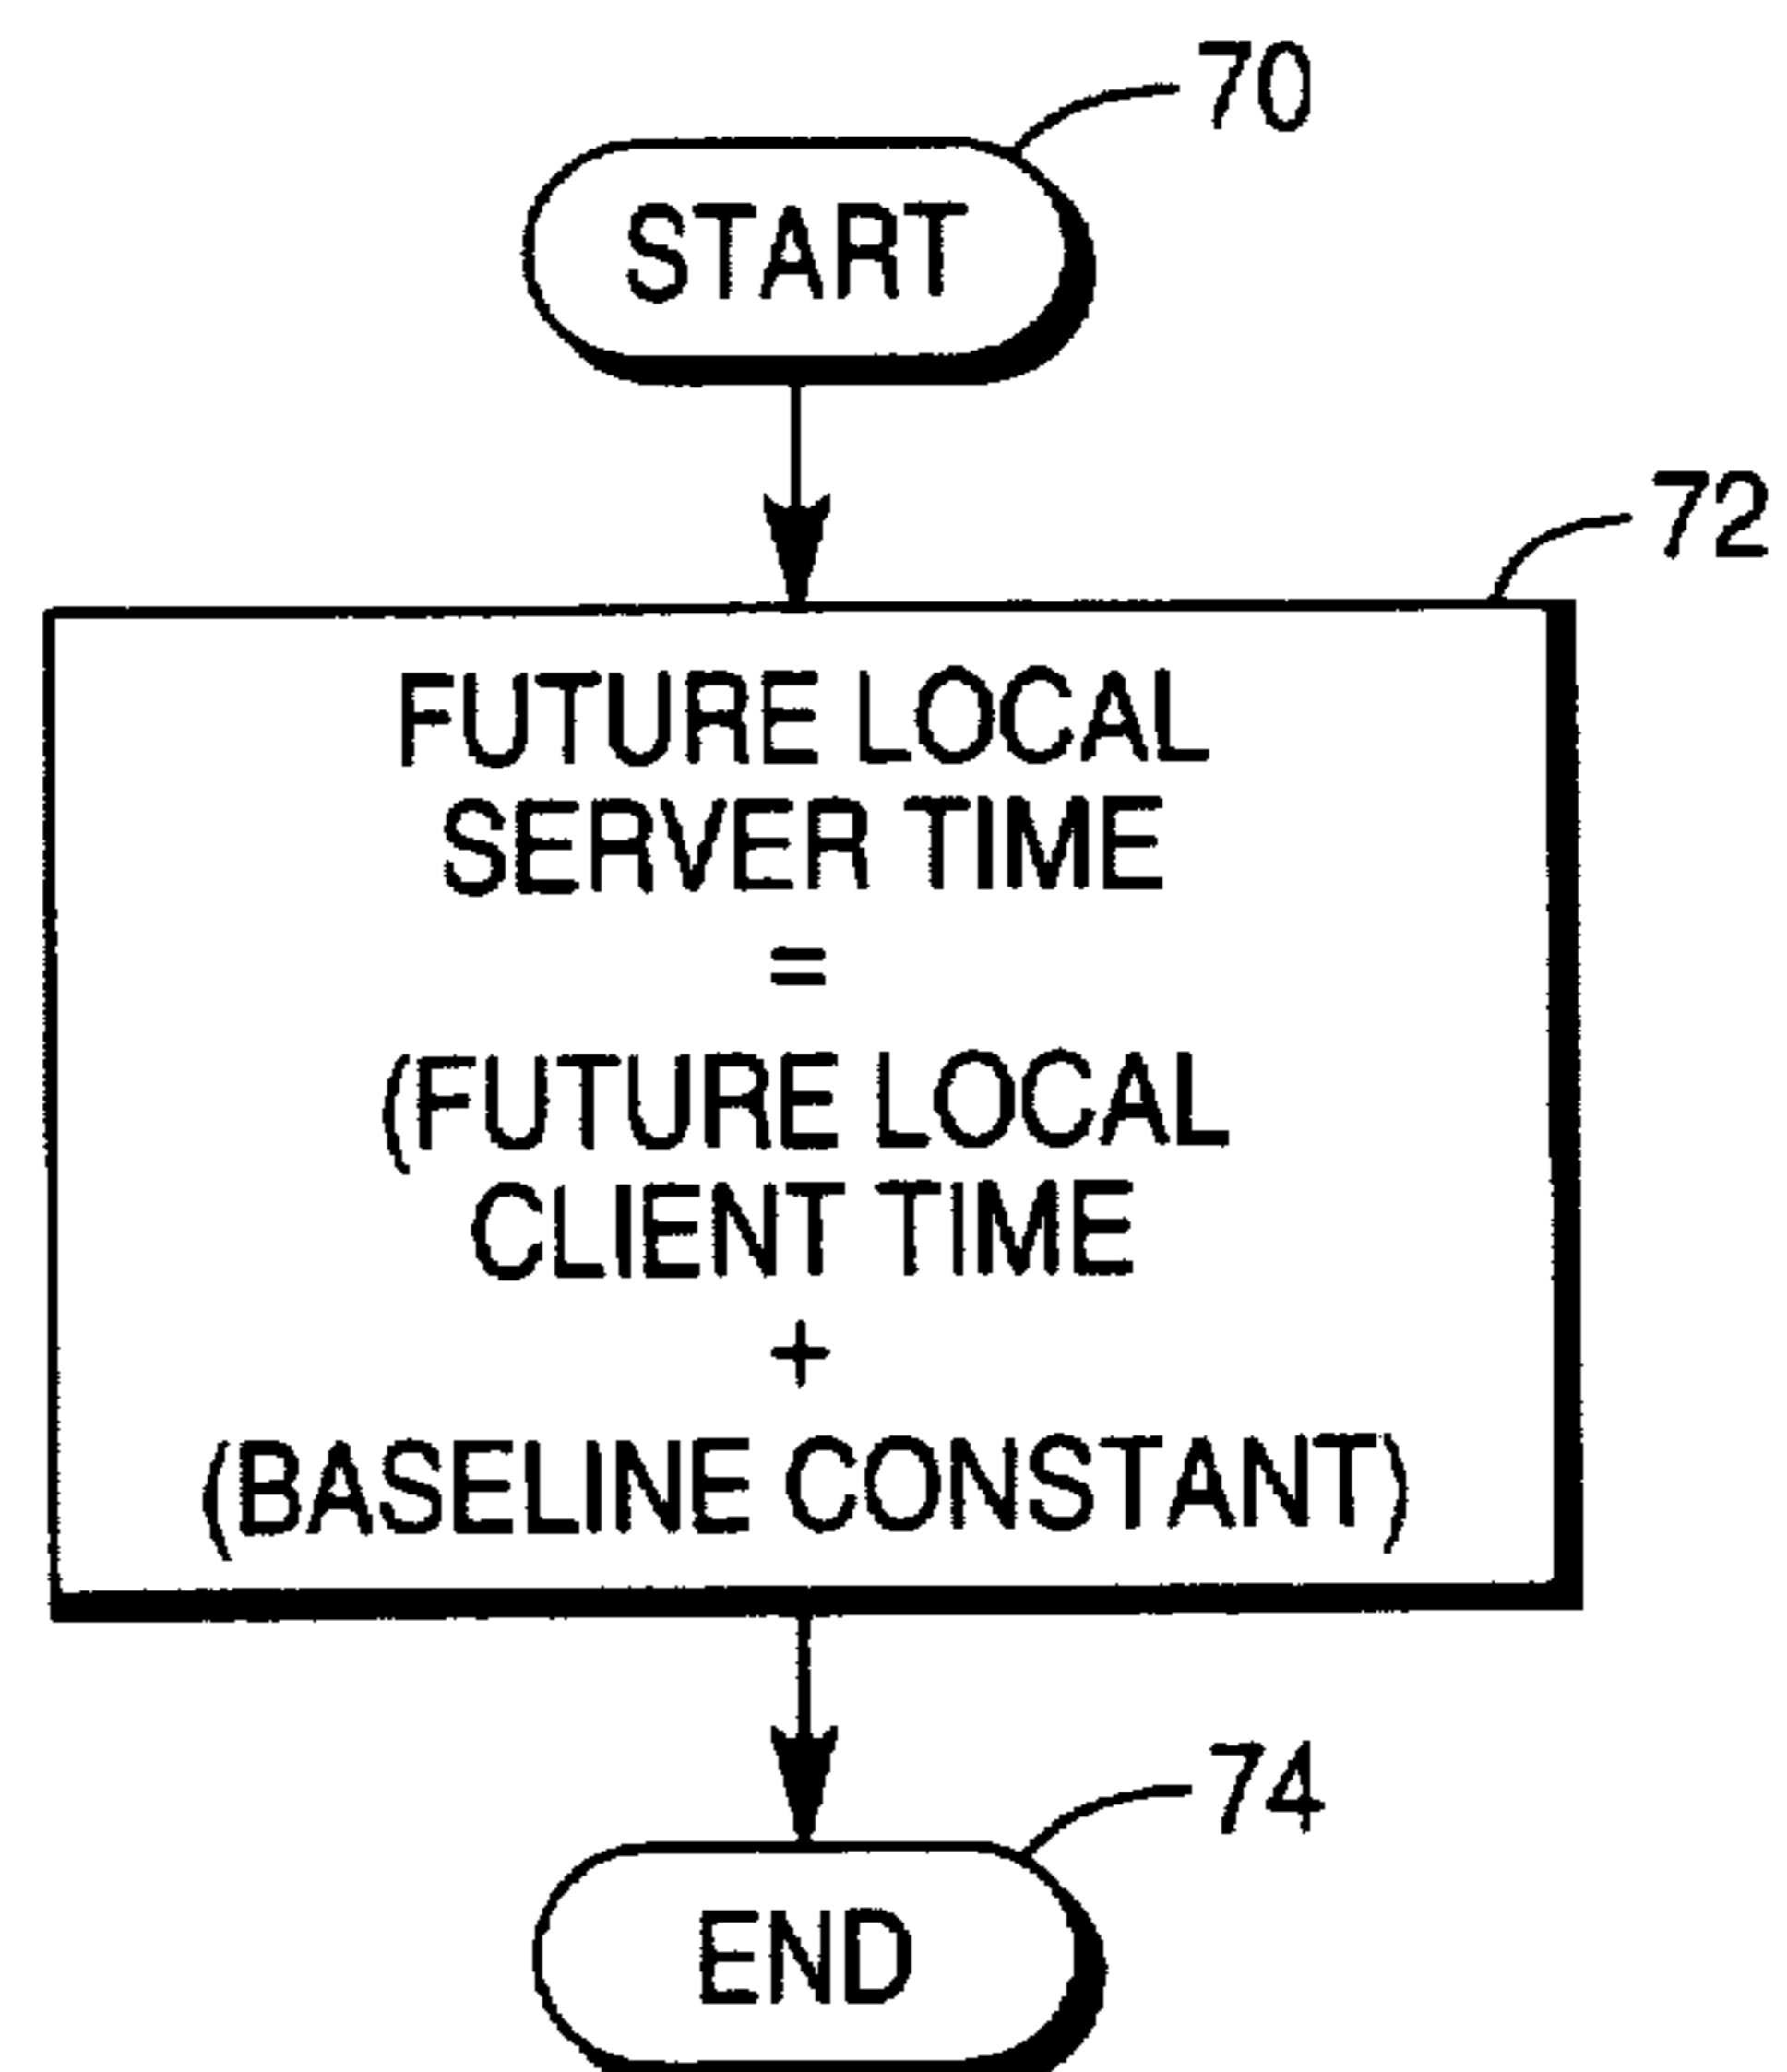 70
START
72
FUTURE LOCAL
SERVER TIME
=
(FUTURE LOCAL
CLIENT TIME
+
(BASELINE CONSTANT)
74
END